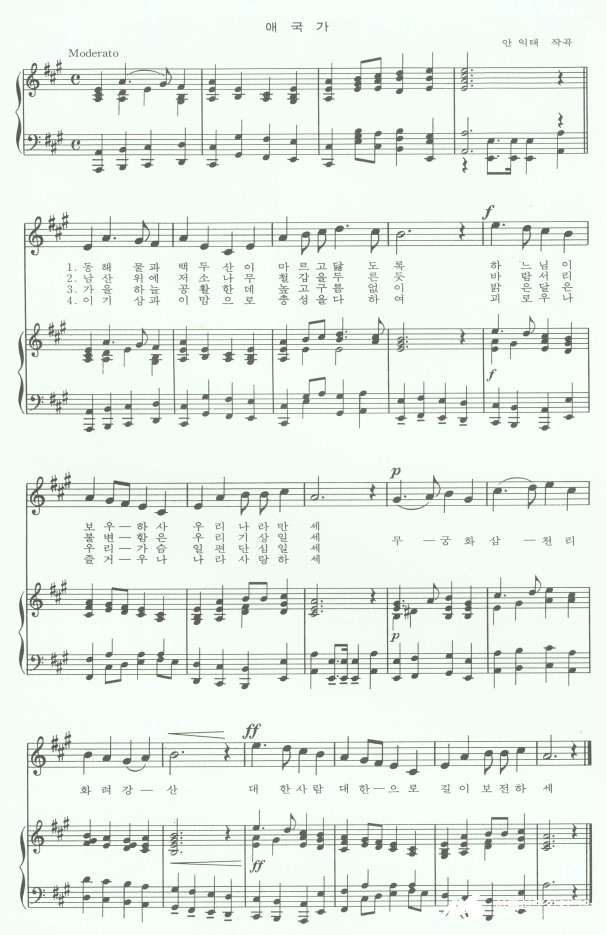 애 국 가
안 익 태 작곡
Moderato
f
1. 동 해 물 과 백 두 산 이 마 르 고 닳 도 록 하 느 님 이
2. 남 산 위 에 저 소 나 무 철 갑 을 두 른 듯 바 람 서 리
3. 가 을 하 늘 공 활 한 데 높 고 구 름 없 이 밝 은 달 은
4. 이 기 상 과 이 맘 으 로 충 성 을 다 하 여 괴 로 우 나
f
p
보 우 — 하 사 우 리 나 라 만 세
불 변 — 함 은 우 리 기 상 일 세
우 리 — 가 슴 일 편 단 심 일 세
즐 거 — 우 나 나 라 사 랑 하 세
무 — 궁 화 삼 — 천 리
p
ff
화 려 강 — 산 대 한 사 람 대 한 — 으 로 길 이 보 전 하 세
ff